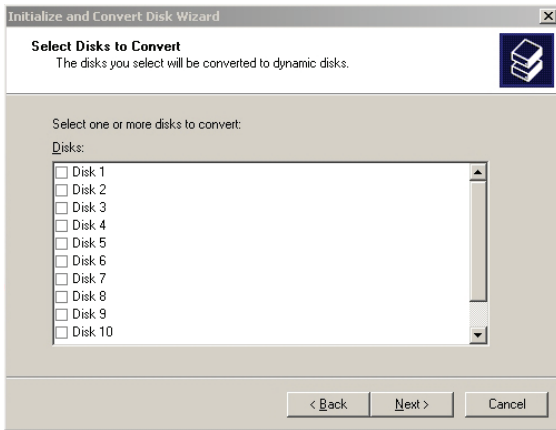 Initialize and Convert Disk Wizard
Select Disks to Convert
The disks you select will be converted to dynamic disks.
Select one or more disks to convert:
Disks:
Disk 1
Disk 2
Disk 3
Disk 4
Disk 5
Disk 6
Disk 7
Disk 8
Disk 9
Disk 10
< Back Next > Cancel